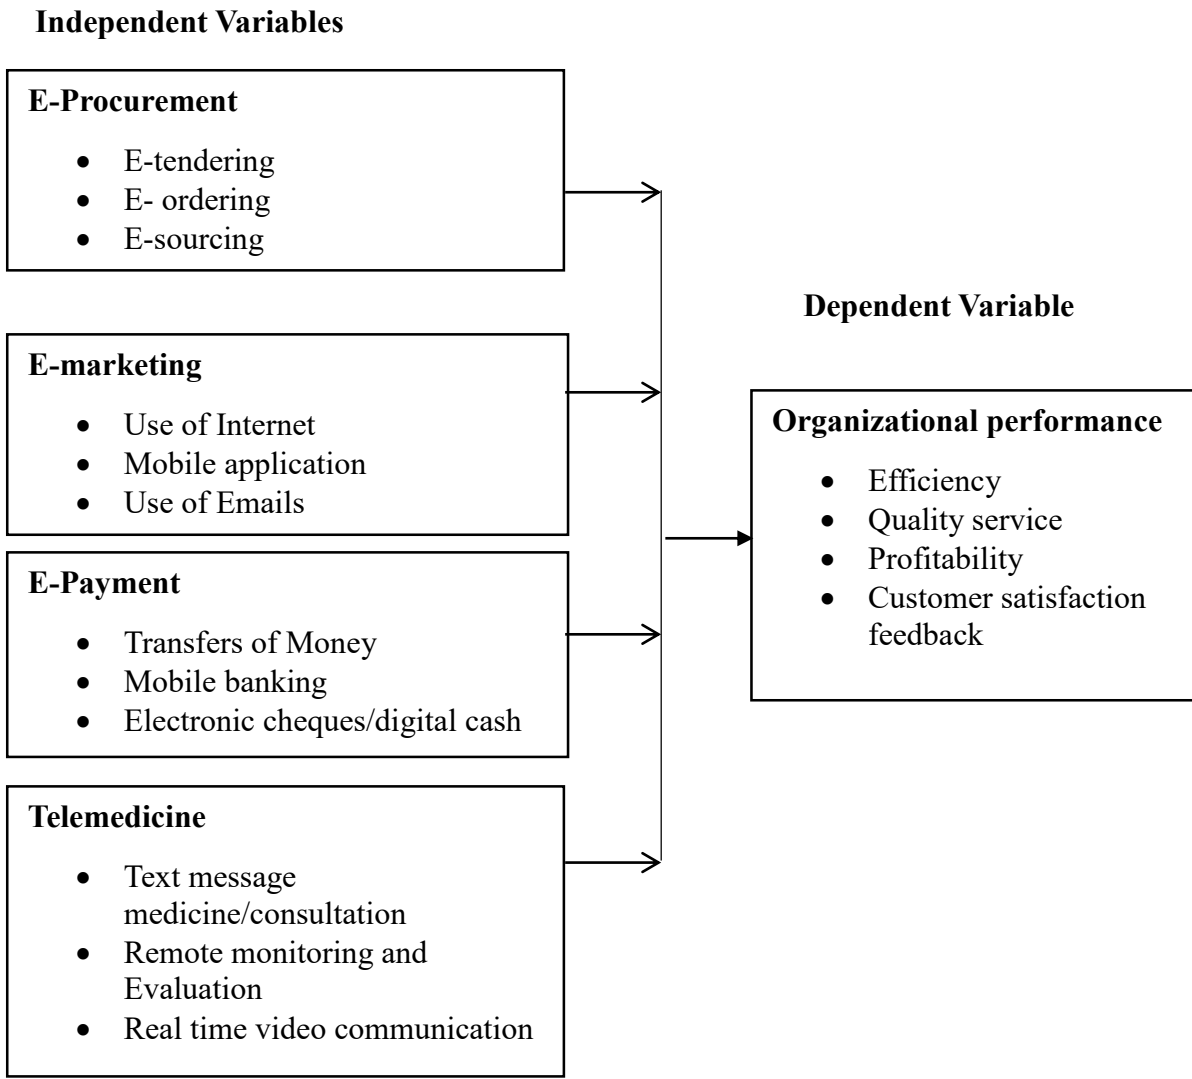 Independent Variables
E-Procurement
• E-tendering
• E- ordering
• E-sourcing
E-marketing
• Use of Internet
• Mobile application
• Use of Emails
E-Payment
• Transfers of Money
• Mobile banking
• Electronic cheques/digital cash
Telemedicine
• Text message
medicine/consultation
• Remote monitoring and
Evaluation
• Real time video communication
Dependent Variable
Organizational performance
• Efficiency
• Quality service
• Profitability
• Customer satisfaction
feedback